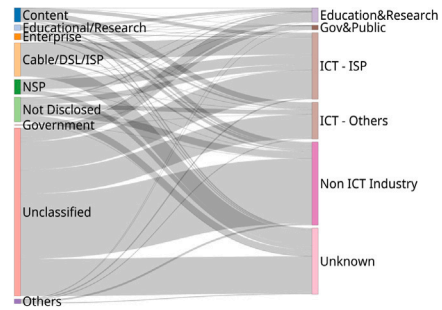 Content
Educational/Research
Enterprise
Cable/DSL/ISP
NSP
Not Disclosed
Government
Unclassified
Others
Education&Research
Gov&Public
ICT - ISP
ICT - Others
Non ICT Industry
Unknown